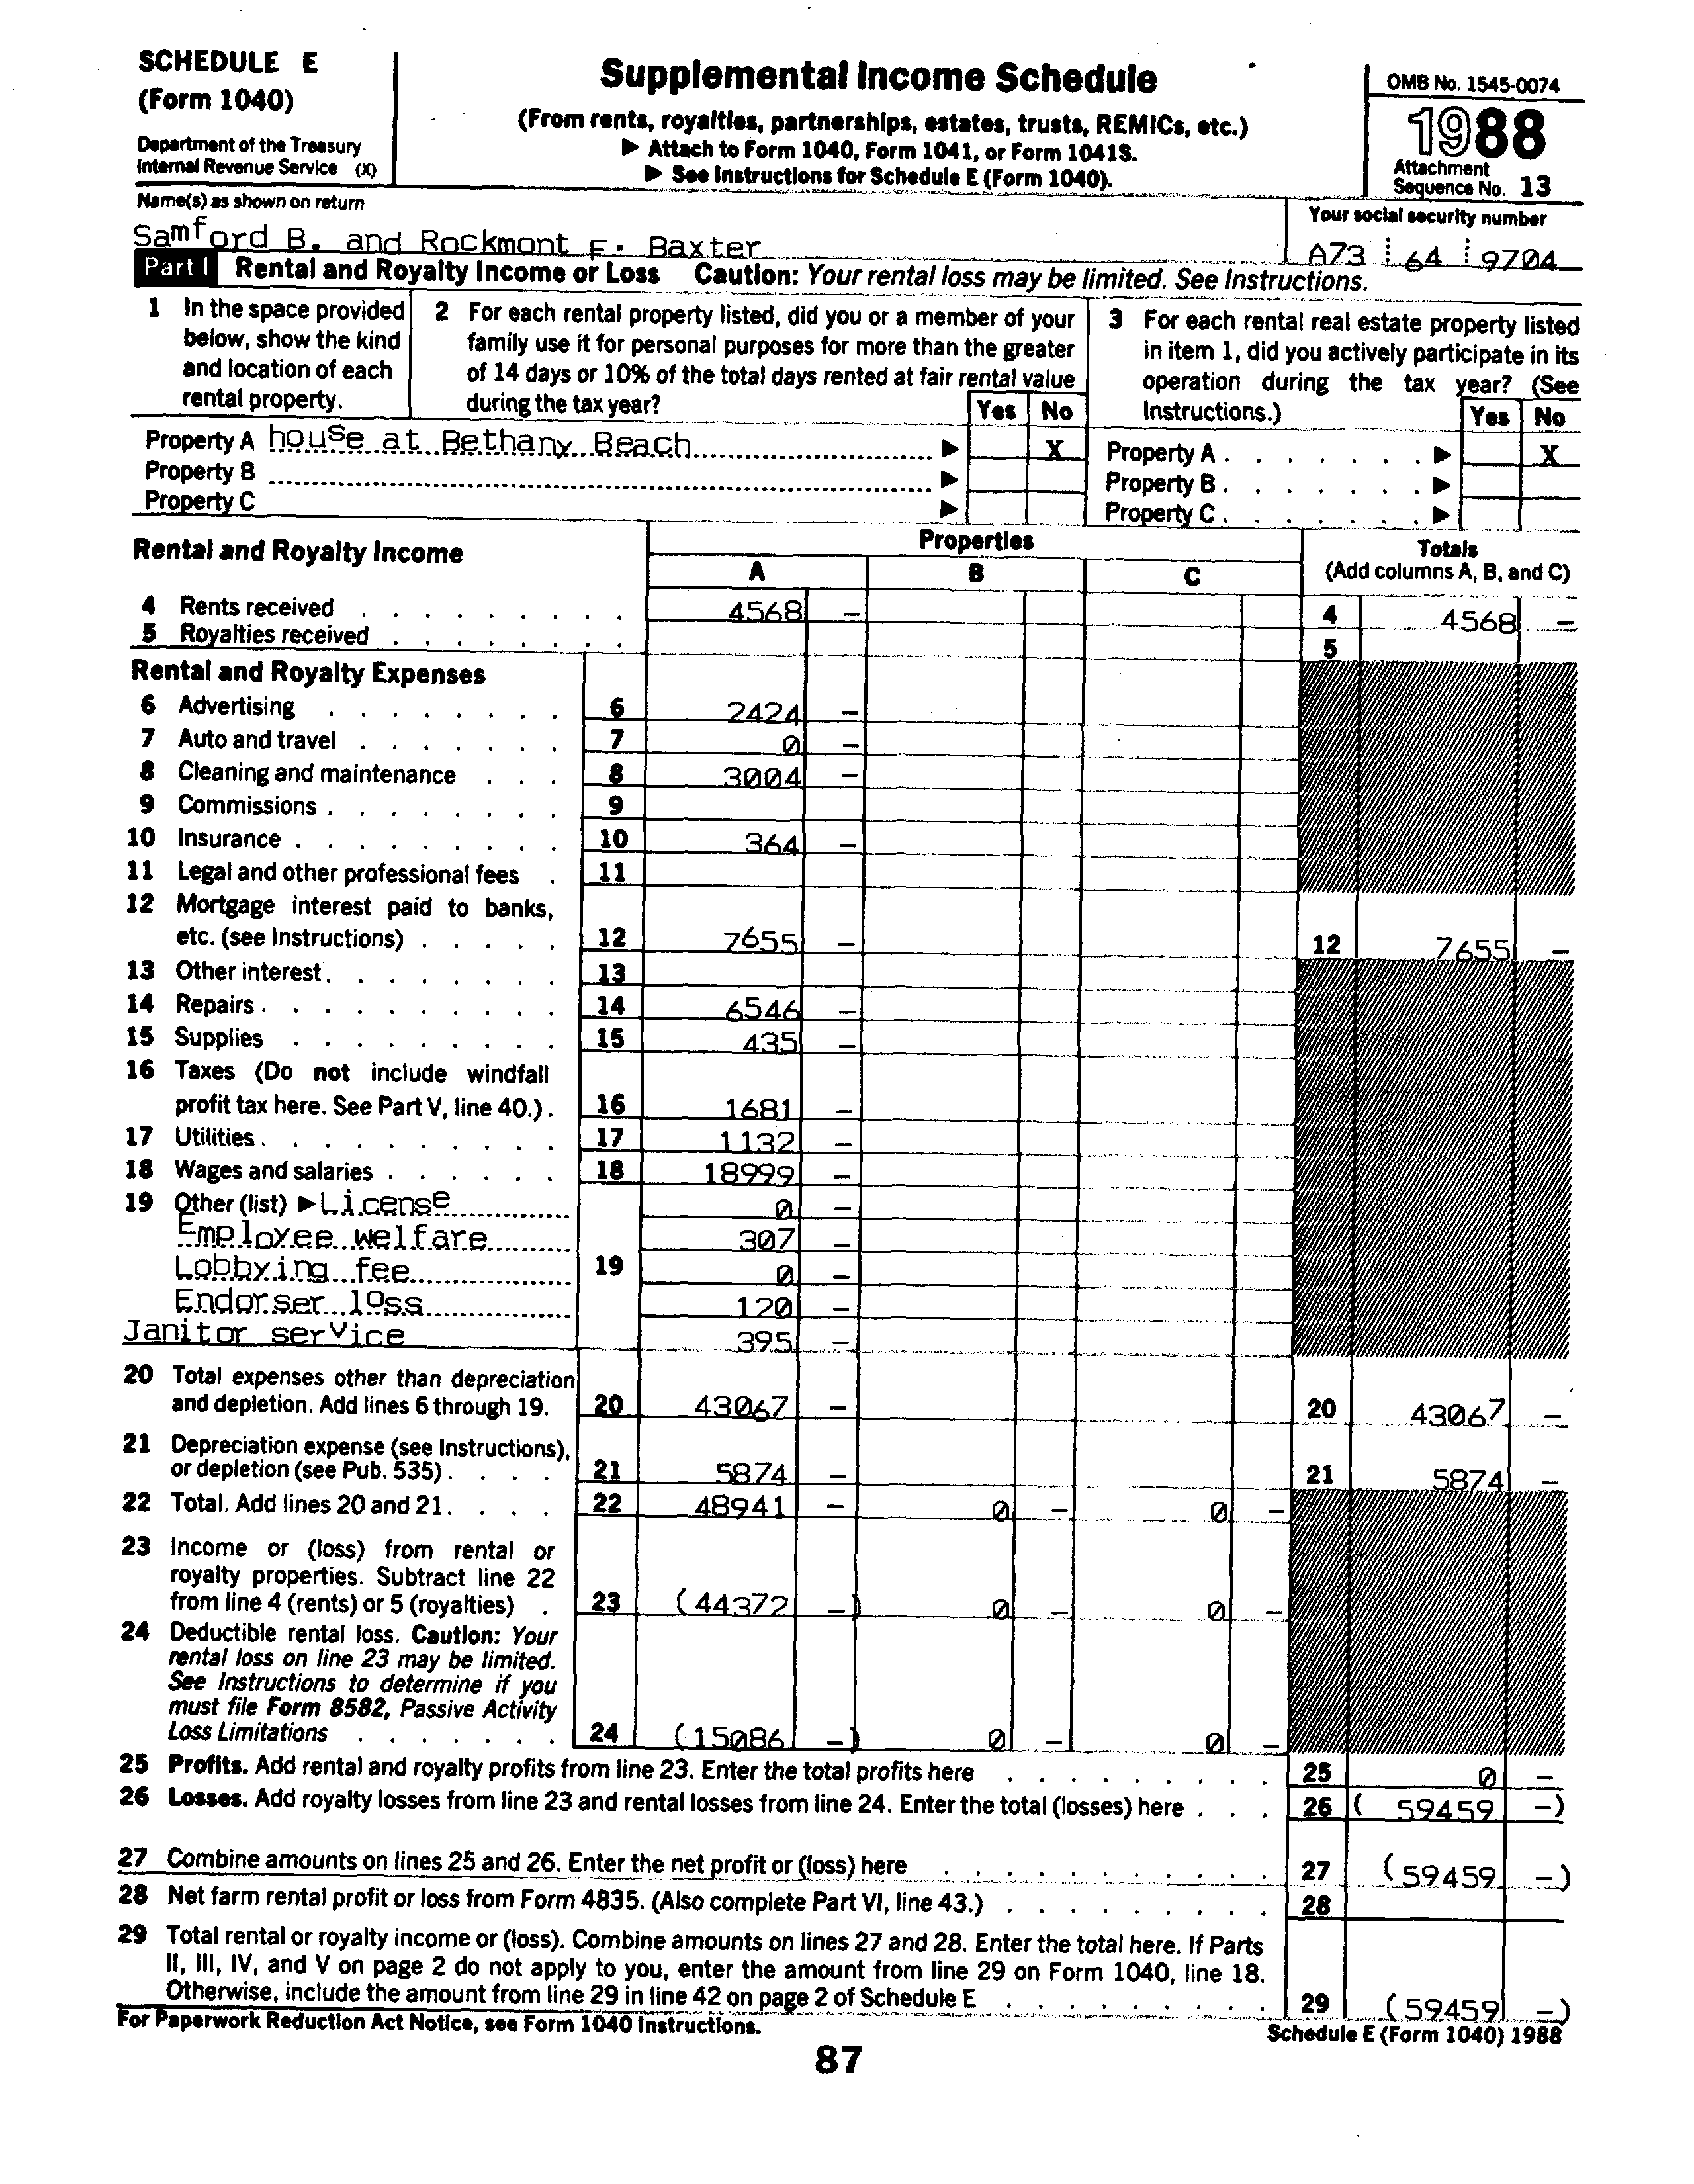 SCHEDULE E
(Form 1040)
Department of the Treasury
Internal Revenue Service (X)
Supplemental Income Schedule
(From rents, royalties, partnerships, estates, trusts, REMICs, etc.)
▶ Attach to Form 1040, Form 1041, or Form 1041S.
▶ See Instructions for Schedule E (Form 1040).
OMB No. 1545-0074
1988
Attachment
Sequence No. 13
Name(s) as shown on return
Samford B. and Rockmont F. Baxter
Your social security number
A73 64 9704
Part I Rental and Royalty Income or Loss Caution: Your rental loss may be limited. See Instructions.
1 In the space provided
below, show the kind
and location of each
rental property.
2 For each rental property listed, did you or a member of your
family use it for personal purposes for more than the greater
of 14 days or 10% of the total days rented at fair rental value
during the tax year? Yes No
3 For each rental real estate property listed
in item 1, did you actively participate in its
operation during the tax year? (See
Instructions.) Yes No
Property A house at Bethany Beach ▶ X Property A . . . . . . . ▶ X
Property B ▶ Property B . . . . . . . ▶
Property C ▶ Property C . . . . . . . ▶
Rental and Royalty Income Properties Totals
A B C (Add columns A, B, and C)
4 Rents received . . . . . . . . 4568 – 4 4568 –
5 Royalties received . . . . . . . 5
Rental and Royalty Expenses
6 Advertising . . . . . . . . 6 2424 –
7 Auto and travel . . . . . . . 7 0 –
8 Cleaning and maintenance . . . 8 3004 –
9 Commissions . . . . . . . . 9
10 Insurance . . . . . . . . . 10 364 –
11 Legal and other professional fees . 11
12 Mortgage interest paid to banks,
etc. (see Instructions) . . . . . 12 7655 – 12 7655 –
13 Other interest . . . . . . . . 13
14 Repairs . . . . . . . . . . 14 6546 –
15 Supplies . . . . . . . . . 15 435 –
16 Taxes (Do not include windfall
profit tax here. See Part V, line 40.) . 16 1681 –
17 Utilities . . . . . . . . . . 17 1132 –
18 Wages and salaries . . . . . . 18 18999 –
19 Other (list) ▶ License 0 –
Employee welfare 307 –
Lobbying fee 19 0 –
Endorser loss 120 –
Janitor service 395 –
20 Total expenses other than depreciation
and depletion. Add lines 6 through 19. 20 43067 – 20 43067 –
21 Depreciation expense (see Instructions),
or depletion (see Pub. 535) . . . . 21 5874 – 21 5874 –
22 Total. Add lines 20 and 21 . . . . 22 48941 – 0 – 0 –
23 Income or (loss) from rental or
royalty properties. Subtract line 22
from line 4 (rents) or 5 (royalties) . 23 (44372 –) 0 – 0 –
24 Deductible rental loss. Caution: Your
rental loss on line 23 may be limited.
See Instructions to determine if you
must file Form 8582, Passive Activity
Loss Limitations . . . . . . . 24 (15086 –) 0 – 0 –
25 Profits. Add rental and royalty profits from line 23. Enter the total profits here . . . . . . . . . 25 0 –
26 Losses. Add royalty losses from line 23 and rental losses from line 24. Enter the total (losses) here . . . 26 ( 59459 –)
27 Combine amounts on lines 25 and 26. Enter the net profit or (loss) here . . . . . . . . . . . 27 (59459 –)
28 Net farm rental profit or loss from Form 4835. (Also complete Part VI, line 43.) . . . . . . . . . 28
29 Total rental or royalty income or (loss). Combine amounts on lines 27 and 28. Enter the total here. If Parts
II, III, IV, and V on page 2 do not apply to you, enter the amount from line 29 on Form 1040, line 18.
Otherwise, include the amount from line 29 in line 42 on page 2 of Schedule E . . . . . . . . . 29 (59459 –)
For Paperwork Reduction Act Notice, see Form 1040 Instructions. Schedule E (Form 1040) 1988
87